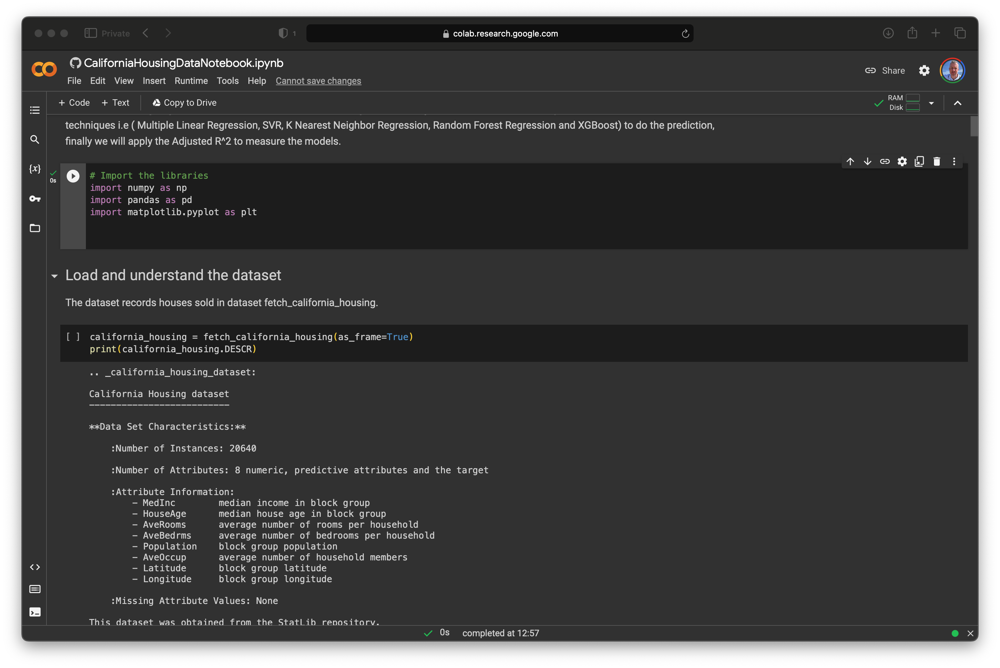 Private
1
colab.research.google.com
CaliforniaHousingDataNotebook.ipynb
File Edit View Insert Runtime Tools Help Cannot save changes
Share
+ Code + Text Copy to Drive
RAM
Disk
techniques i.e ( Multiple Linear Regression, SVR, K Nearest Neighbor Regression, Random Forest Regression and XGBoost) to do the prediction,
finally we will apply the Adjusted R^2 to measure the models.
{x}
0s
# Import the libraries
import numpy as np
import pandas as pd
import matplotlib.pyplot as plt
Load and understand the dataset
The dataset records houses sold in dataset fetch_california_housing.
[ ] california_housing = fetch_california_housing(as_frame=True)
print(california_housing.DESCR)
.. _california_housing_dataset:
California Housing dataset
--------------------------
**Data Set Characteristics:**
:Number of Instances: 20640
:Number of Attributes: 8 numeric, predictive attributes and the target
:Attribute Information:
- MedInc        median income in block group
- HouseAge      median house age in block group
- AveRooms      average number of rooms per household
- AveBedrms     average number of bedrooms per household
- Population    block group population
- AveOccup      average number of household members
- Latitude      block group latitude
- Longitude     block group longitude
:Missing Attribute Values: None
This dataset was obtained from the StatLib repository.
0s completed at 12:57